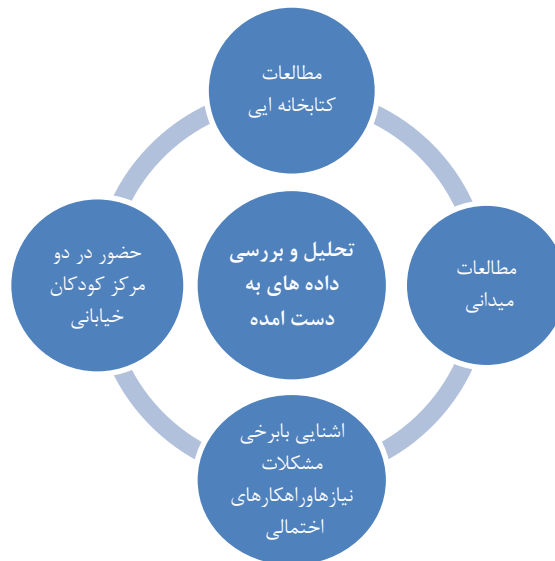 مطالعات
کتابخانه ایی
مطالعات
میدانی
تحلیل و بررسی
داده های به
دست امده
حضور در دو
مرکز کودکان
خیابانی
اشنایی بابرخی
مشکلات
نیازهاوراهکارهای
اختمالی